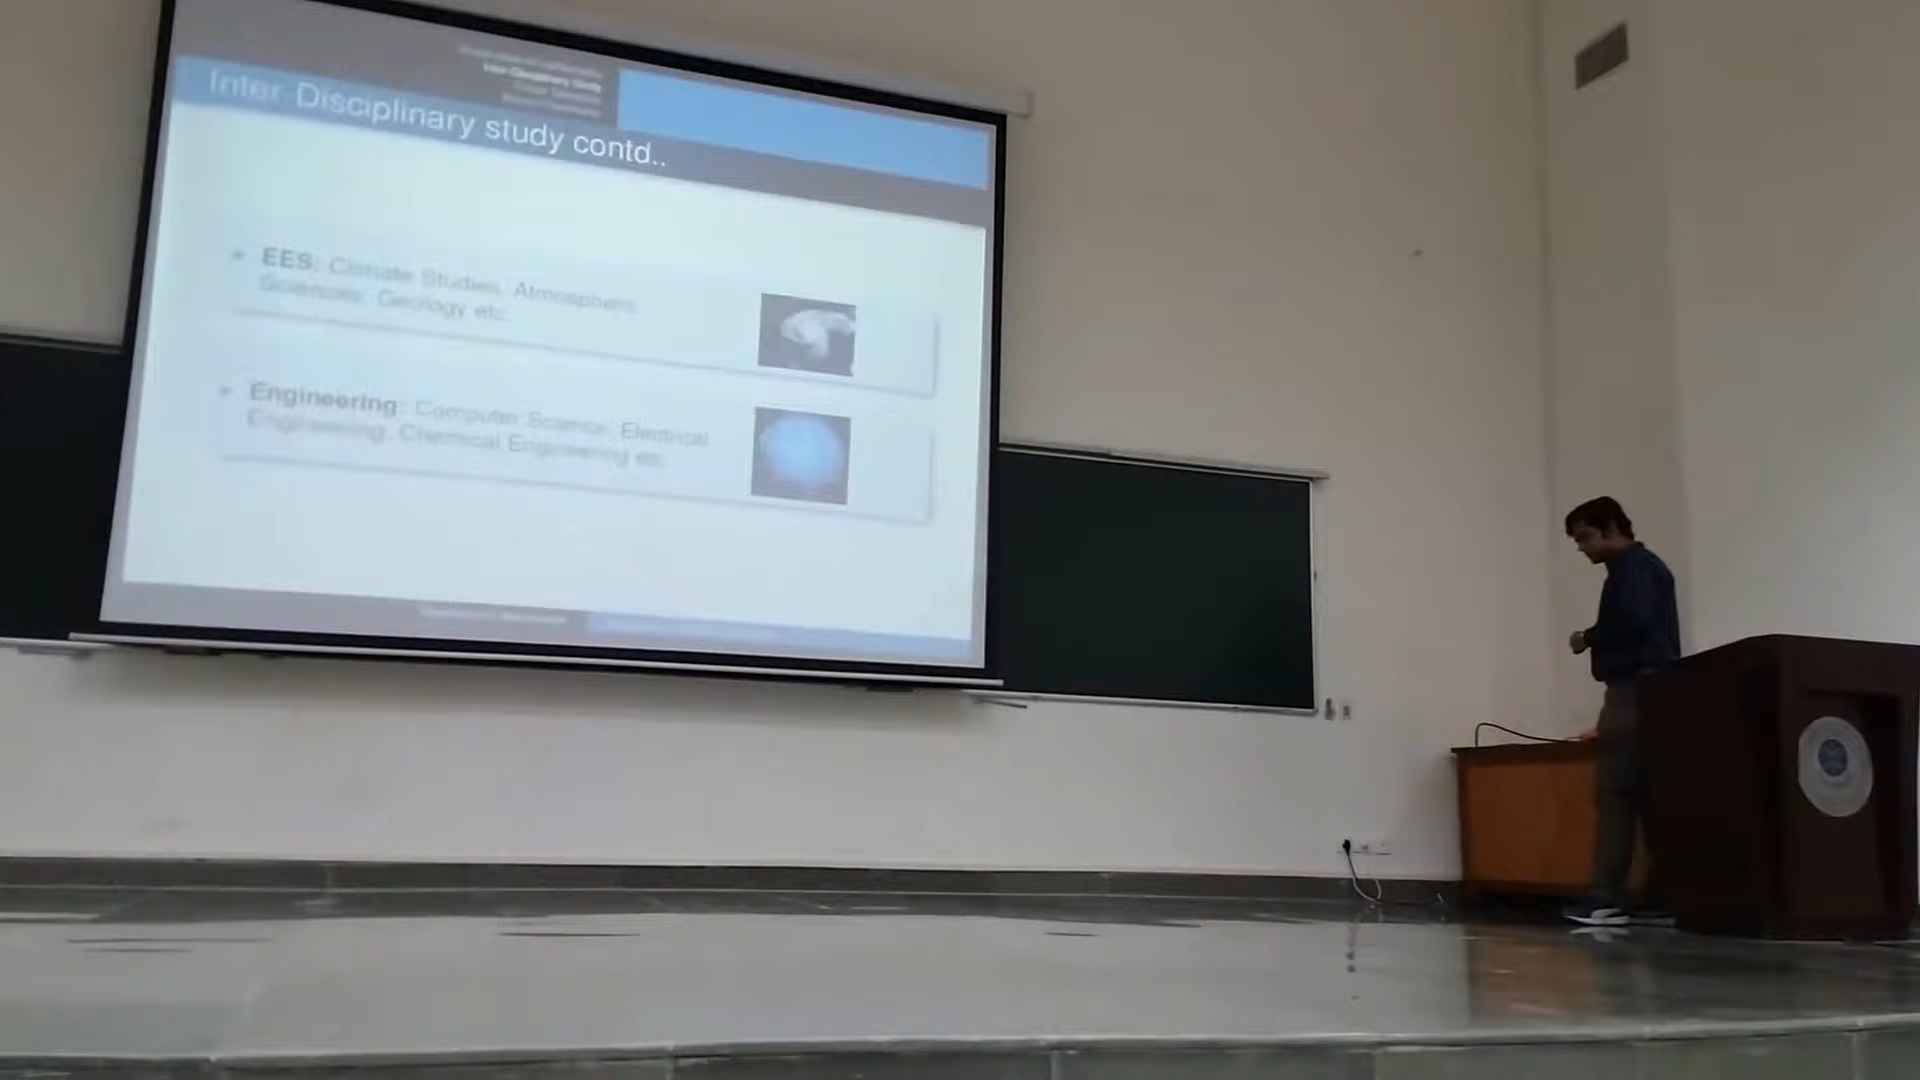 Inter-Disciplinary study contd..
EES: Climate Studies, Atmospheric
Sciences, Geology etc.
Engineering: Computer Science, Electrical
Engineering, Chemical Engineering etc.